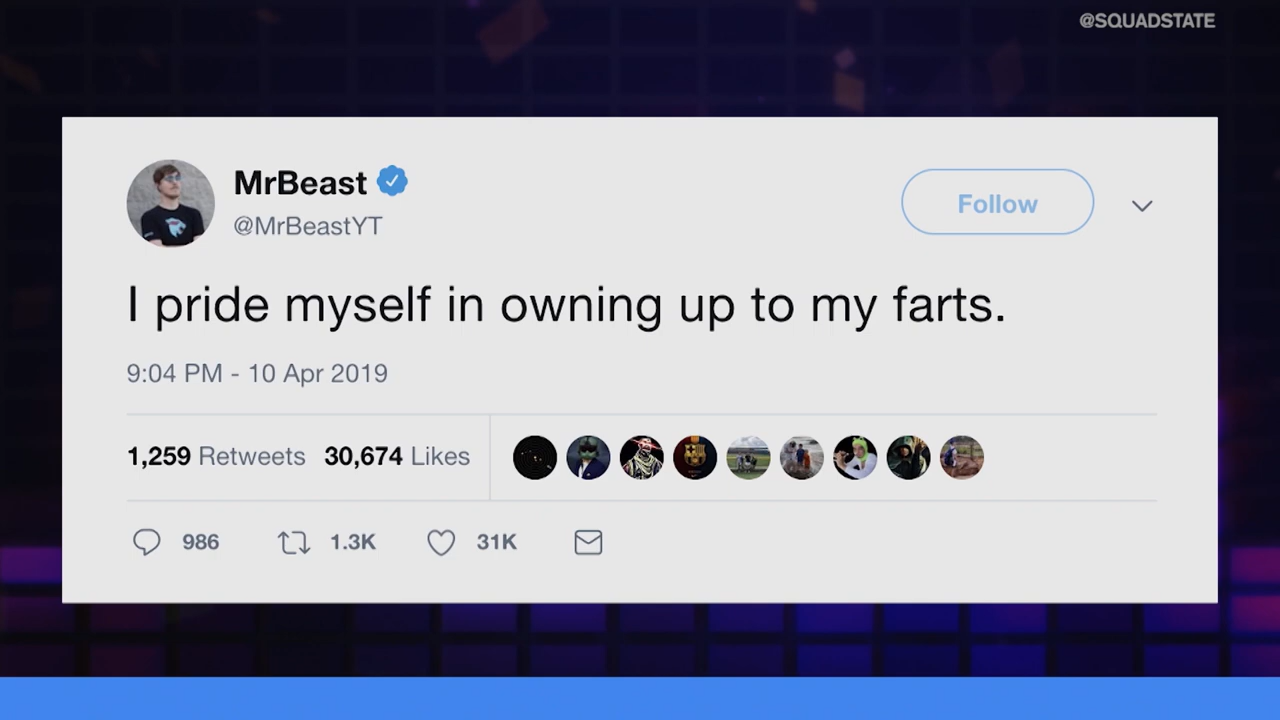 @SQUADSTATE
MrBeast
@MrBeastYT
Follow
I pride myself in owning up to my farts.
9:04 PM - 10 Apr 2019
1,259 Retweets 30,674 Likes
986 1.3K 31K